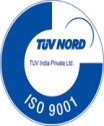 TÜV NORD
TUV India Private Ltd.
ISO 9001